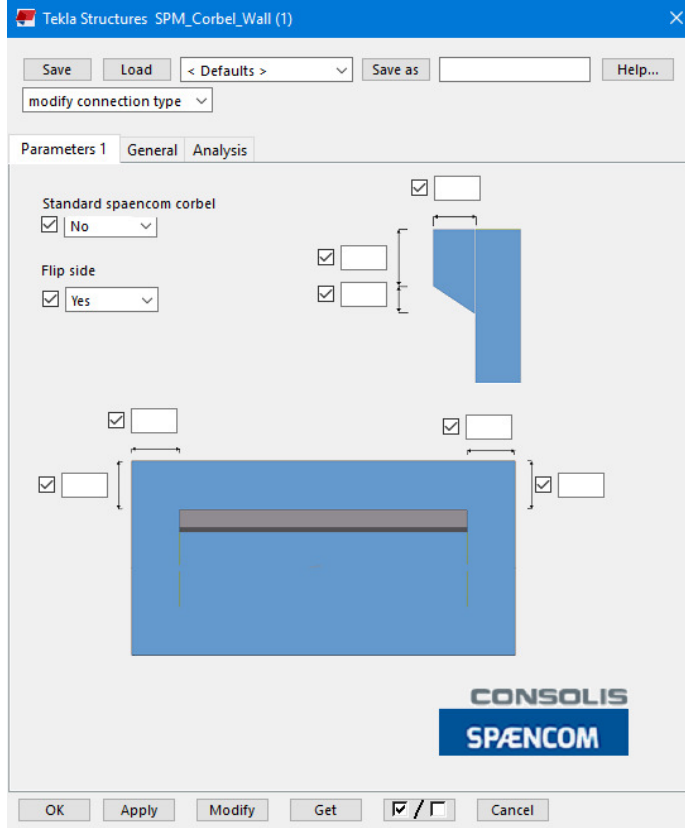 Tekla Structures SPM_Corbel_Wall (1)
Save Load < Defaults > Save as Help...
modify connection type
Parameters 1 General Analysis
Standard spaencom corbel
No
Flip side
Yes
CONSOLIS
SPÆNCOM
OK Apply Modify Get / Cancel